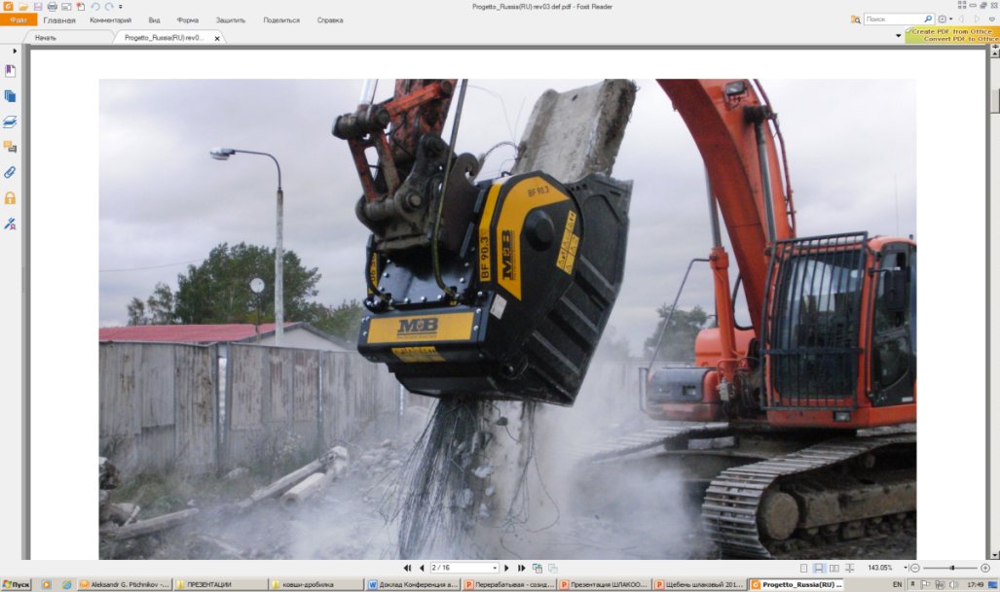 Progetto_Russia(RU) rev03 def.pdf - Foxit Reader
Файл Главная Комментарий Вид Форма Защитить Поделиться Справка
Поиск
Начать
Progetto_Russia(RU) rev0...
Create PDF from Office
Convert PDF to Office
BF 90.3
BF 90.3
M&B
M&B
2 / 16
143.05%
Пуск
Aleksandr G. Ptichnikov -...
ПРЕЗЕНТАЦИИ
ковши-дробилка
Доклад Конференция а...
Перерабатывая - созид...
Презентация ШЛАКОО...
Щебень шлаковый 201...
Progetto_Russia(RU) ...
EN
17:49